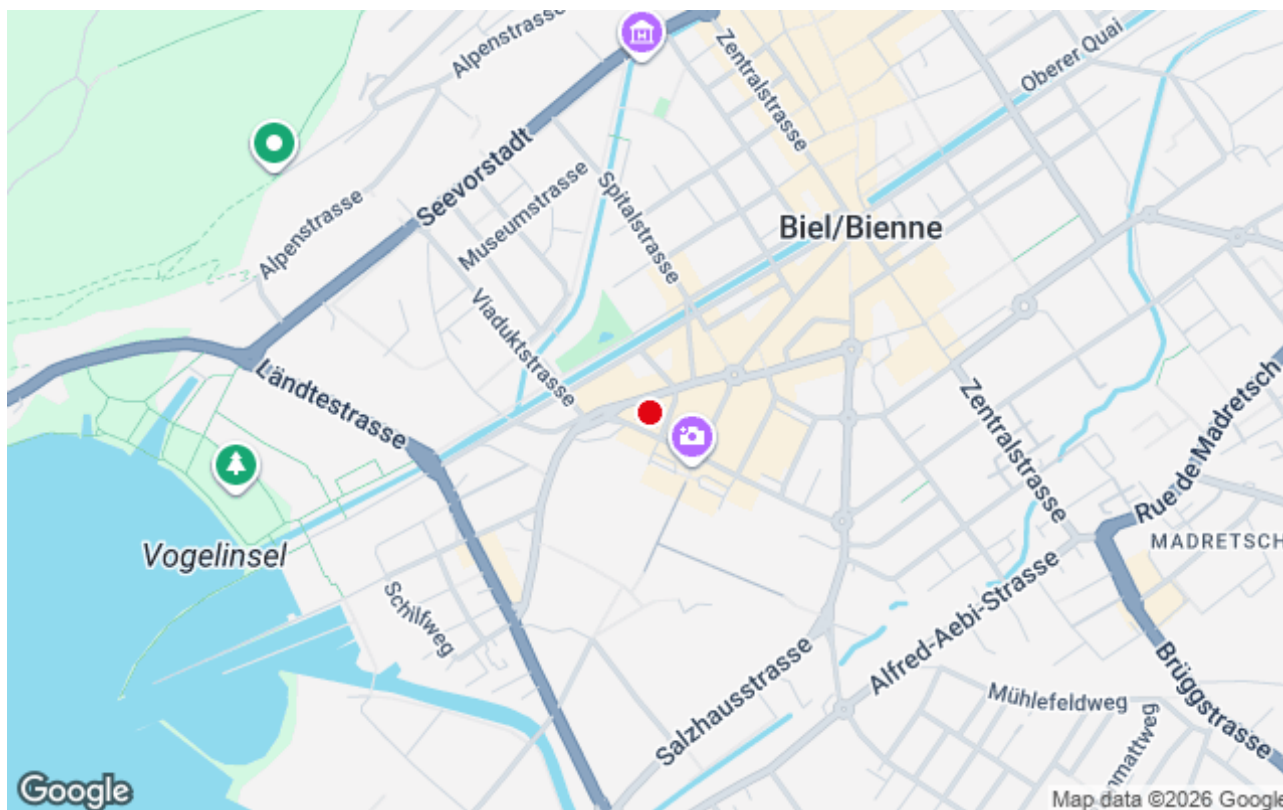 Alpenstrasse
Zentralstrasse
Oberer Quai
Seevorstadt
Museumstrasse
Spitalstrasse
Biel/Bienne
Alpenstrasse
Viaduktstrasse
Ländtestrasse
Zentralstrasse
Rue de Madretsch
Vogelinsel
MADRETSCH
Schilfweg
Alfred-Aebi-Strasse
Salzhausstrasse
Mühlefeldweg
Brüggstrasse
Google
Map data ©2026 Google